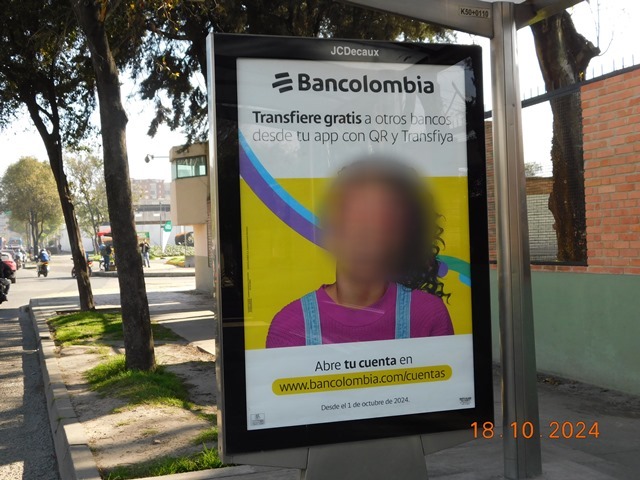 K50+0110
JCDecaux
Bancolombia
Transfiere gratis a otros bancos
desde tu app con QR y Transfiya
Abre tu cuenta en
www.bancolombia.com/cuentas
Desde el 1 de octubre de 2024.
18.10.2024